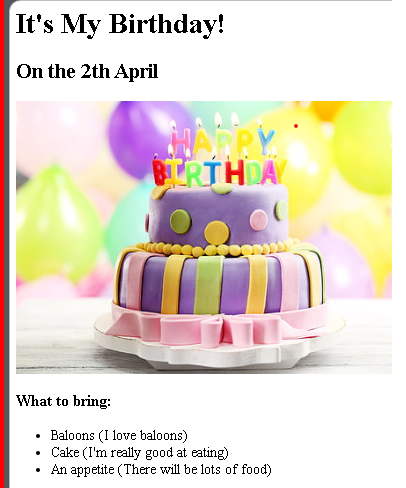 It's My Birthday!
On the 2th April
HAPPY
BIRTHDAY
What to bring:
Baloons (I love baloons)
Cake (I'm really good at eating)
An appetite (There will be lots of food)